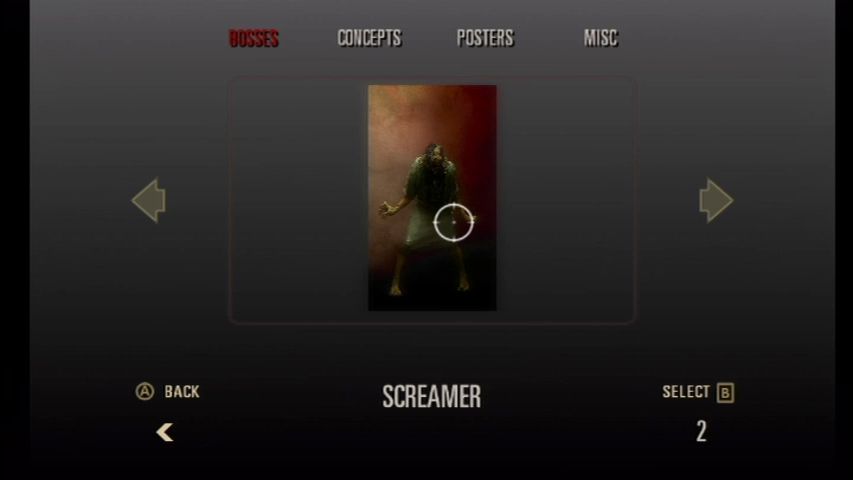 BOSSES CONCEPTS POSTERS MISC
A BACK
SCREAMER
SELECT B
2